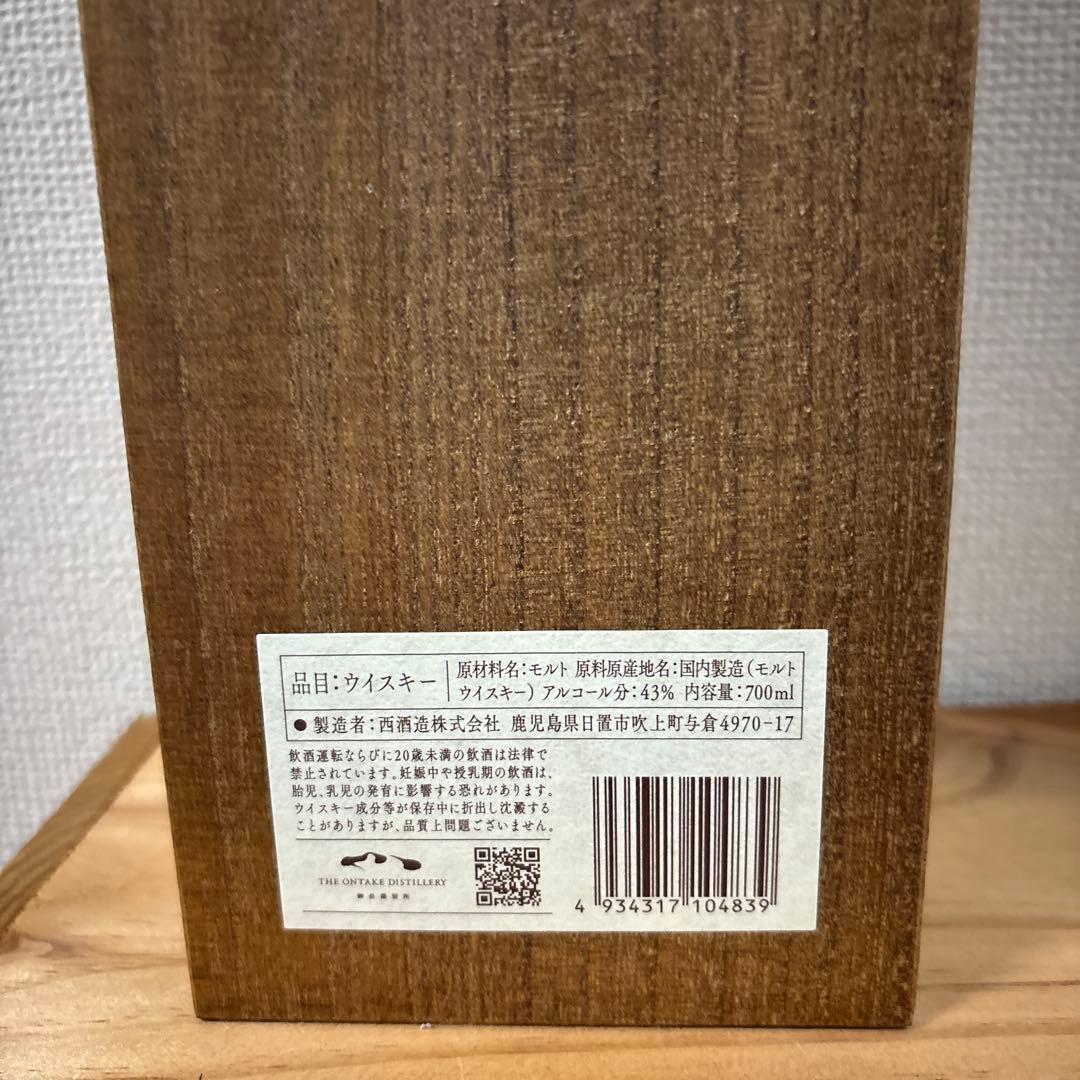 品目：ウイスキー
原材料名：モルト 原料原産地名：国内製造（モルト
ウイスキー） アルコール分：43% 内容量：700ml
● 製造者：西酒造株式会社 鹿児島県日置市吹上町与倉4970-17
飲酒運転ならびに20歳未満の飲酒は法律で
禁止されています。妊娠中や授乳期の飲酒は、
胎児、乳児の発育に影響する恐れがあります。
ウイスキー成分等が保存中に折出し沈澱する
ことがありますが、品質上問題ございません。
THE ONTAKE DISTILLERY
御岳蒸留所
4 934317 104839